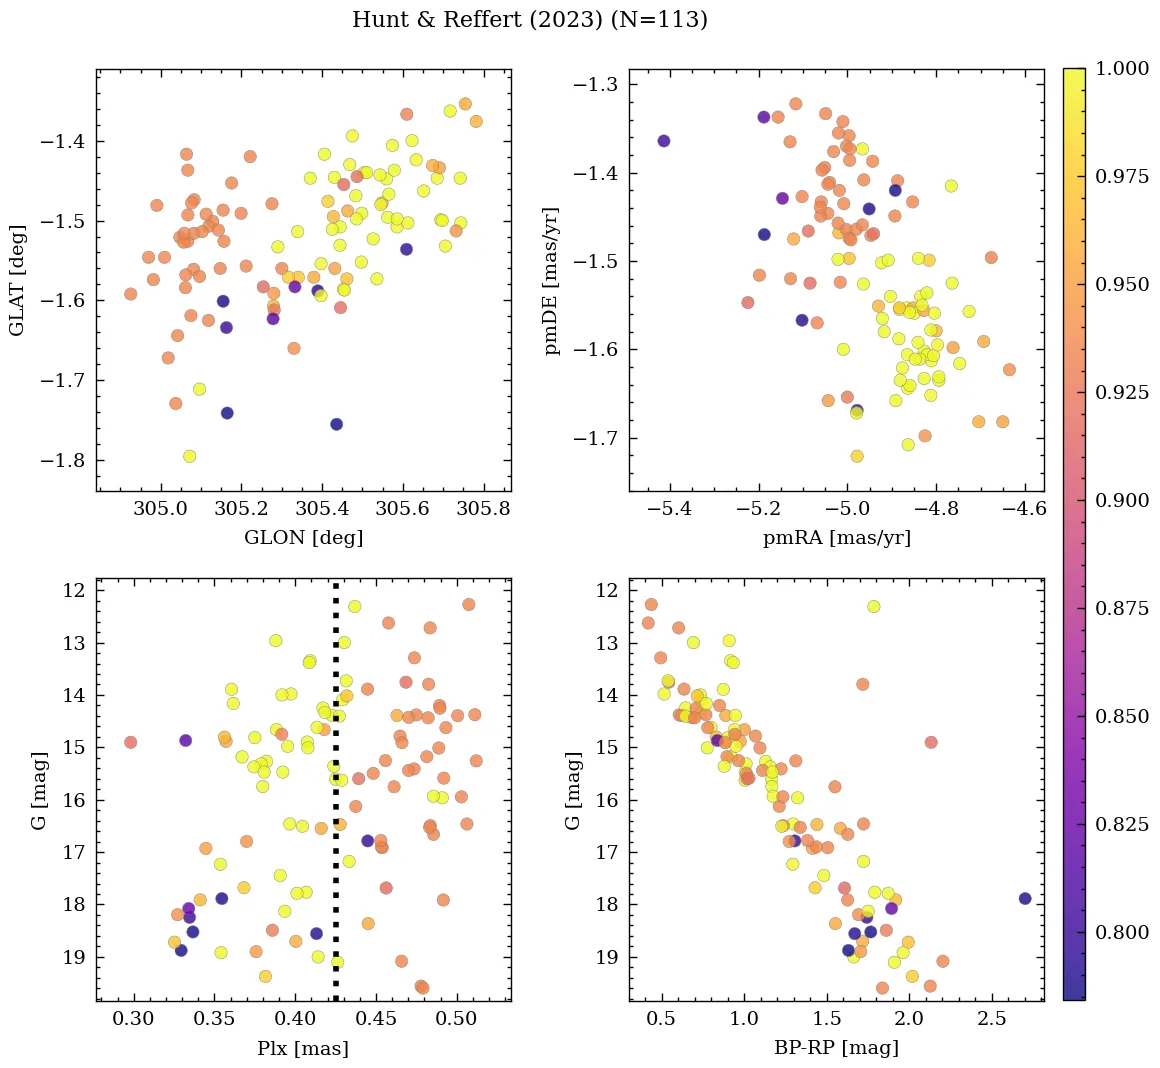 Hunt & Reffert (2023) (N=113)
−1.4
−1.5
−1.6
−1.7
−1.8
GLAT [deg]
305.0 305.2 305.4 305.6 305.8
GLON [deg]
−1.3
−1.4
−1.5
−1.6
−1.7
pmDE [mas/yr]
−5.4 −5.2 −5.0 −4.8 −4.6
pmRA [mas/yr]
12
13
14
15
16
17
18
19
G [mag]
0.30 0.35 0.40 0.45 0.50
Plx [mas]
12
13
14
15
16
17
18
19
G [mag]
0.5 1.0 1.5 2.0 2.5
BP-RP [mag]
1.000
0.975
0.950
0.925
0.900
0.875
0.850
0.825
0.800